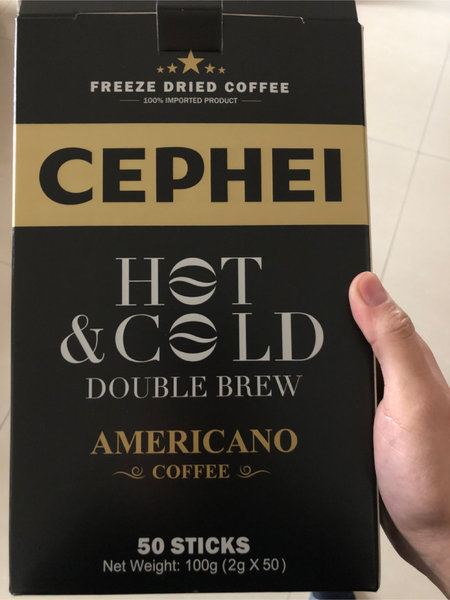 FREEZE DRIED COFFEE
100% IMPORTED PRODUCT
CEPHEI
HOT
& COLD
DOUBLE BREW
AMERICANO
COFFEE
50 STICKS
Net Weight: 100g (2g X 50)